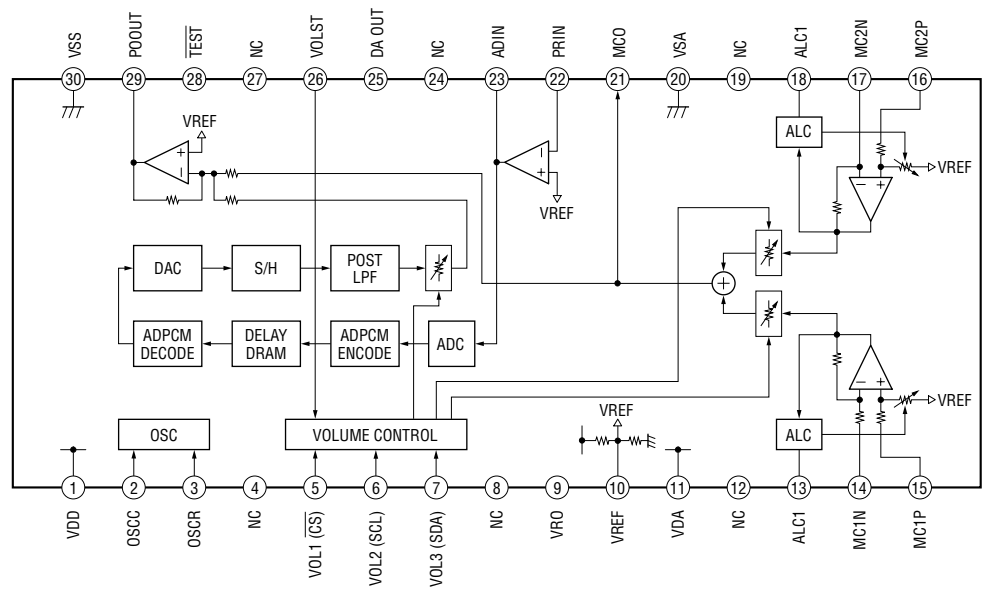 VSS
POOUT
TEST
NC
VOLST
DA OUT
NC
ADIN
PRIN
MCO
VSA
NC
ALC1
MC2N
MC2P
30
29
28
27
26
25
24
23
22
21
20
19
18
17
16
VREF
+
−
−
+
VREF
ALC
VREF
−
+
DAC
S/H
POST
LPF
+
ADPCM
DECODE
DELAY
DRAM
ADPCM
ENCODE
ADC
−
+
VREF
OSC
VOLUME CONTROL
VREF
ALC
1
2
3
4
5
6
7
8
9
10
11
12
13
14
15
VDD
OSCC
OSCR
NC
VOL1 (CS)
VOL2 (SCL)
VOL3 (SDA)
NC
VRO
VREF
VDA
NC
ALC1
MC1N
MC1P